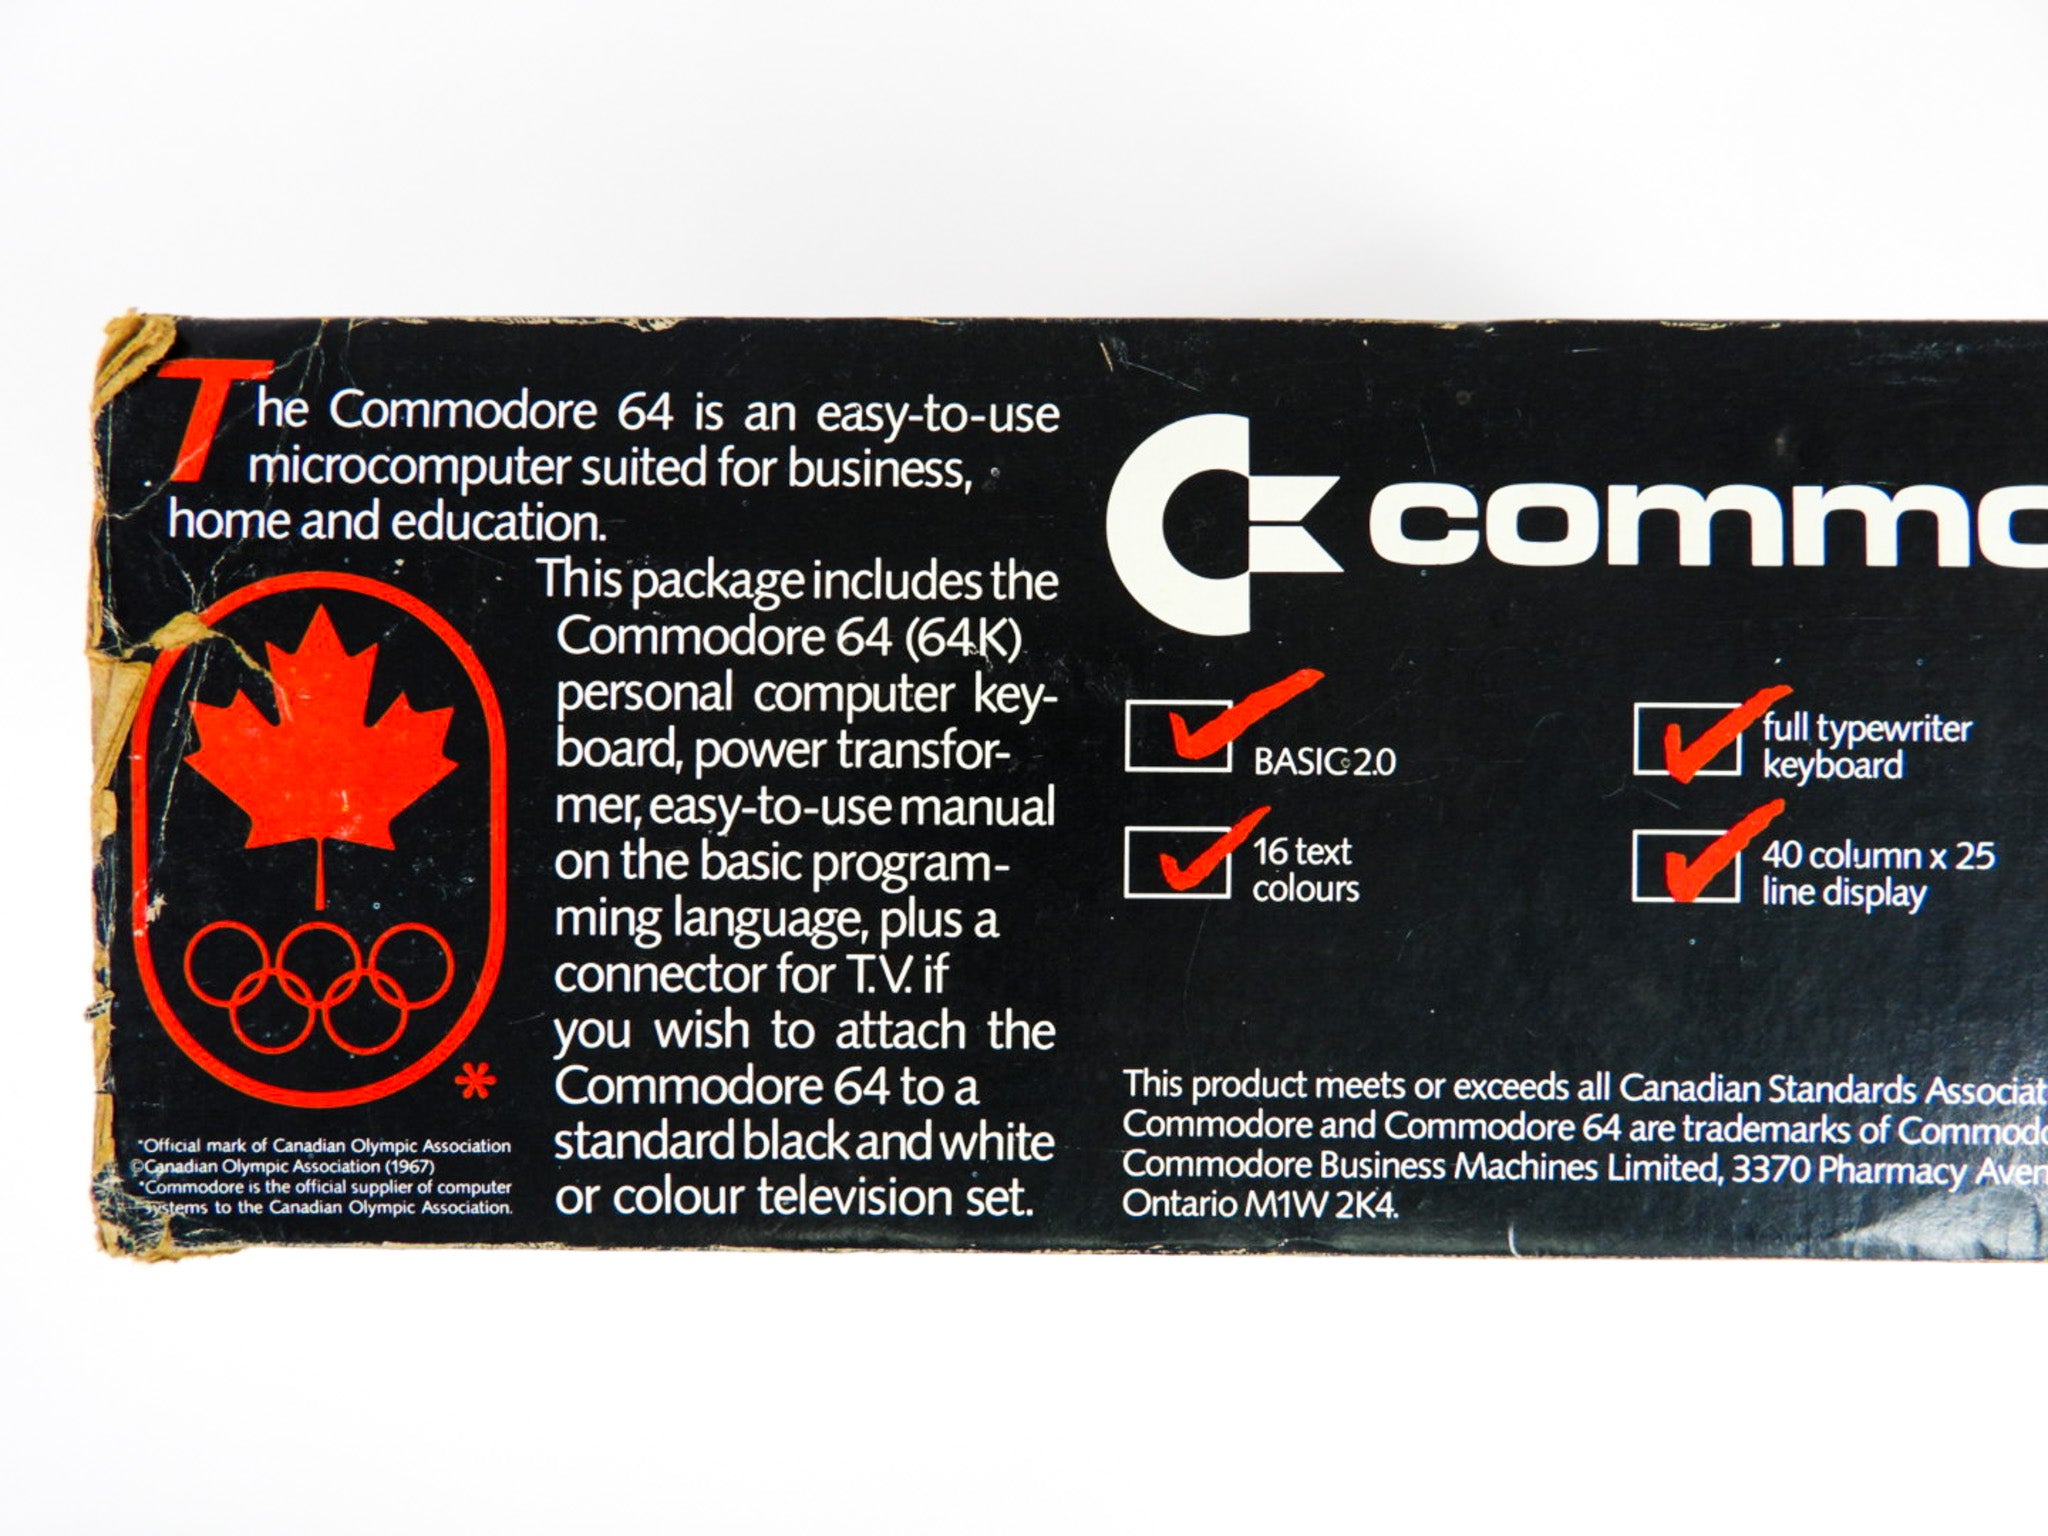 The Commodore 64 is an easy-to-use
microcomputer suited for business,
home and education.
This package includes the
Commodore 64 (64K)
personal computer key-
board, power transfor-
mer, easy-to-use manual
on the basic program-
ming language, plus a
connector for T.V. if
you wish to attach the
Commodore 64 to a
standard black and white
or colour television set.
*
*Official mark of Canadian Olympic Association
©Canadian Olympic Association (1967)
*Commodore is the official supplier of computer
systems to the Canadian Olympic Association.
commo
BASIC 2.0
full typewriter
keyboard
16 text
colours
40 column x 25
line display
This product meets or exceeds all Canadian Standards Associat
Commodore and Commodore 64 are trademarks of Commodo
Commodore Business Machines Limited, 3370 Pharmacy Aven
Ontario M1W 2K4.